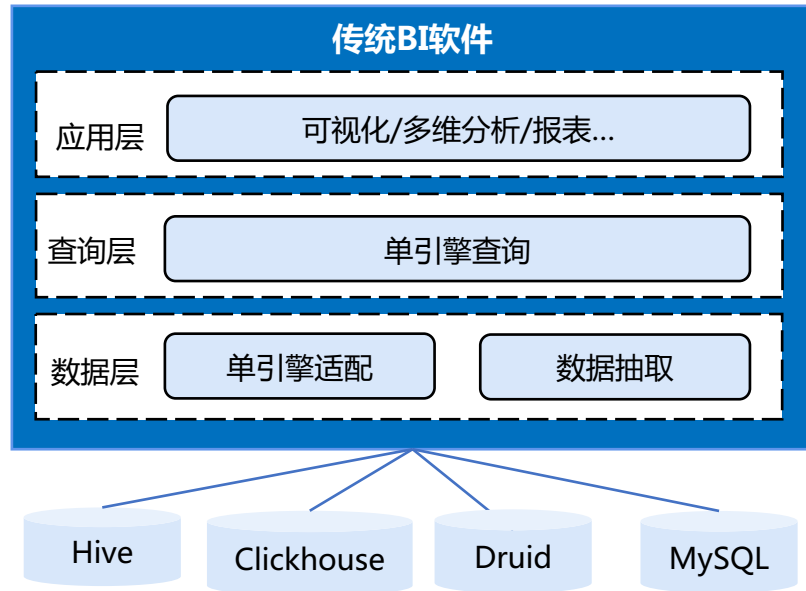 传统BI软件
应用层
可视化/多维分析/报表...
查询层
单引擎查询
数据层
单引擎适配
数据抽取
Hive
Clickhouse
Druid
MySQL